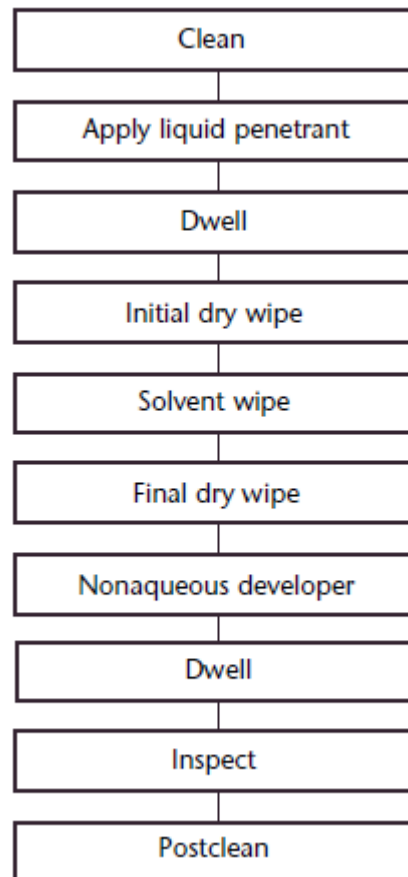 Clean
Apply liquid penetrant
Dwell
Initial dry wipe
Solvent wipe
Final dry wipe
Nonaqueous developer
Dwell
Inspect
Postclean